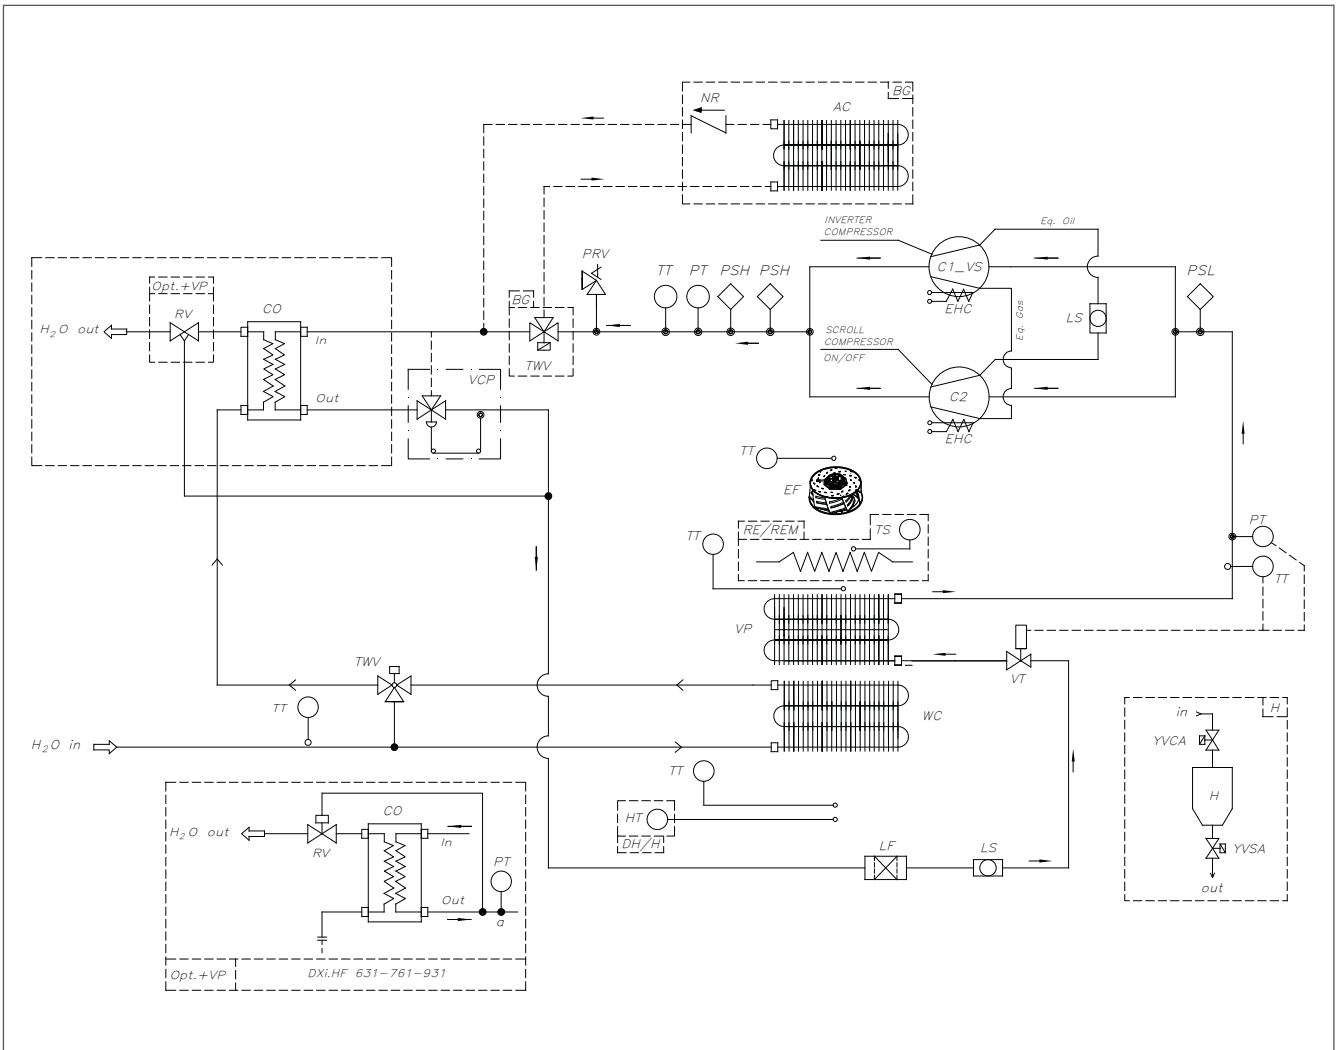 BG
NR
AC
INVERTER
COMPRESSOR
Eq. Oil
C1_VS
EHC
Eq. Gas
LS
PSL
PRV
TT
PT
PSH
PSH
BG
TWV
Opt.+VP
RV
CO
H2O out
In
Out
VCP
SCROLL
COMPRESSOR
ON/OFF
C2
EHC
TT
EF
RE/REM
TS
TT
VP
PT
TT
VT
TWV
TT
WC
H2O in
TT
HT
DH/H
LF
LS
H
in
YVCA
H
YVSA
out
CO
H2O out
RV
In
PT
Out
a
Opt.+VP
DXi.HF 631-761-931